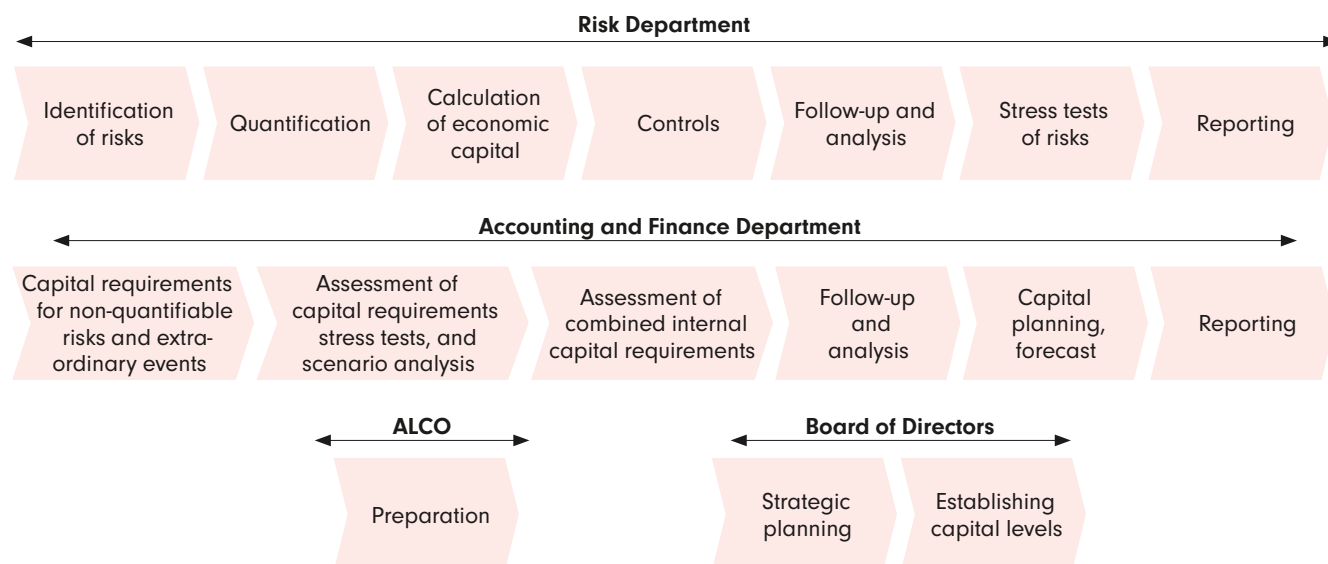 Risk Department
Identification
of risks
Quantification
Calculation
of economic
capital
Controls
Follow-up and
analysis
Stress tests
of risks
Reporting
Accounting and Finance Department
Capital requirements
for non-quantifiable
risks and extra-
ordinary events
Assessment of
capital requirements
stress tests, and
scenario analysis
Assessment of
combined internal
capital requirements
Follow-up
and
analysis
Capital
planning,
forecast
Reporting
ALCO
Preparation
Board of Directors
Strategic
planning
Establishing
capital levels